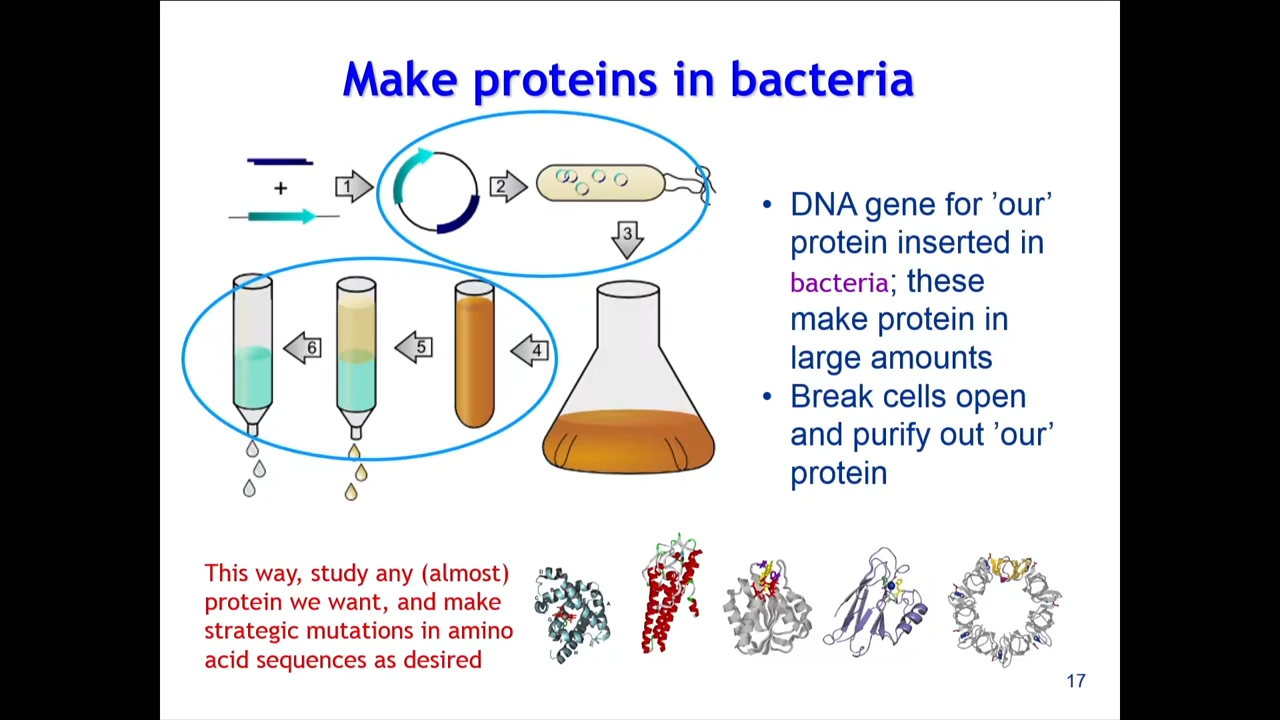 Make proteins in bacteria
+
1
2
3
4
5
6
• DNA gene for ’our’
protein inserted in
bacteria; these
make protein in
large amounts
• Break cells open
and purify out ’our’
protein
This way, study any (almost)
protein we want, and make
strategic mutations in amino
acid sequences as desired
17